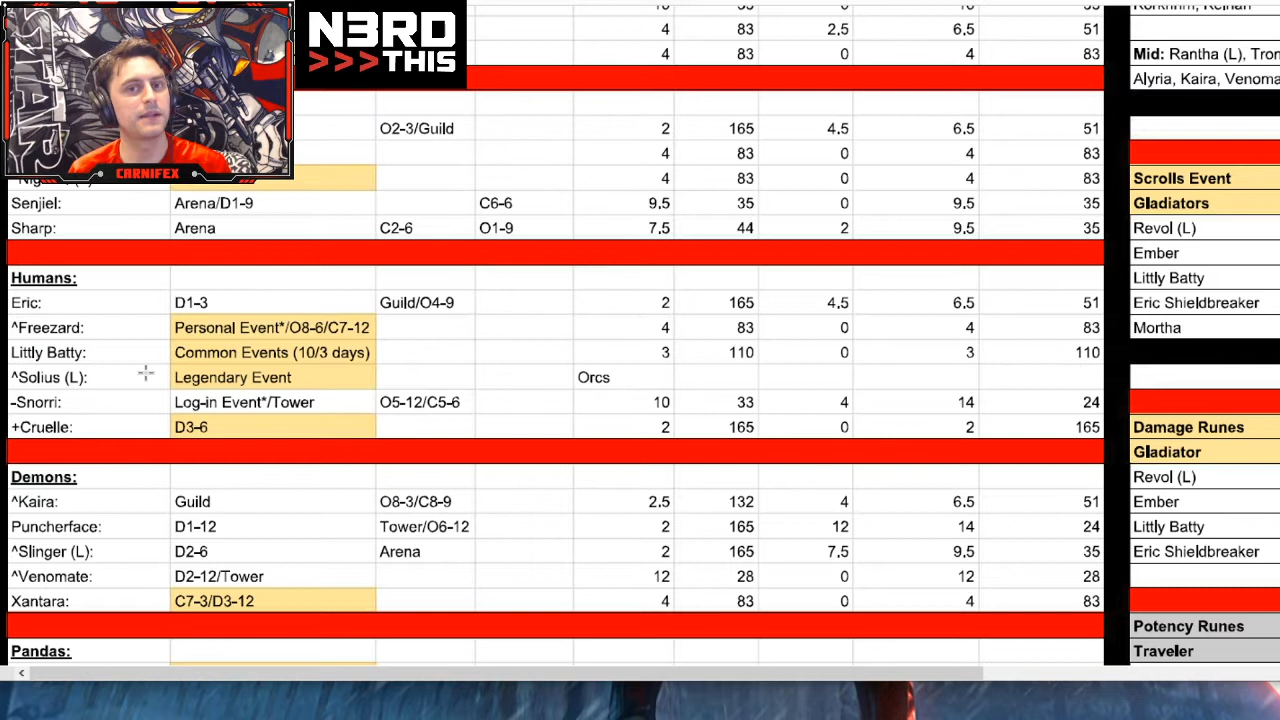 N3RD
>>>THIS
CARNIFEX
4 83 2.5 6.5 51
4 83 0 4 83
O2-3/Guild 2 165 4.5 6.5 51
4 83 0 4 83
4 83
0 4 83
Senjiel: Arena/D1-9 C6-6 9.5 35 0 9.5 35
Sharp: Arena C2-6 O1-9 7.5 44 2 9.5 35
Humans:
Eric: D1-3 Guild/O4-9 2 165 4.5 6.5 51
^Freezard: Personal Event*/O8-6/C7-12 4 83 0 4 83
Littly Batty: Common Events (10/3 days) 3 110 0 3 110
^Solius (L): Legendary Event Orcs
-Snorri: Log-in Event*/Tower O5-12/C5-6 10 33 4 14 24
+Cruelle: D3-6 2 165 0 2 165
Demons:
^Kaira: Guild O8-3/C8-9 2.5 132 4 6.5 51
Puncherface: D1-12 Tower/O6-12 2 165 12 14 24
^Slinger (L): D2-6 Arena 2 165 7.5 9.5 35
^Venomate: D2-12/Tower 12 28 0 12 28
Xantara: C7-3/D3-12 4 83 0 4 83
Pandas:
Mid: Rantha (L), Tron
Alyria, Kaira, Venoma
Scrolls Event
Gladiators
Revol (L)
Ember
Littly Batty
Eric Shieldbreaker
Mortha
Damage Runes
Gladiator
Revol (L)
Ember
Littly Batty
Eric Shieldbreaker
Potency Runes
Traveler